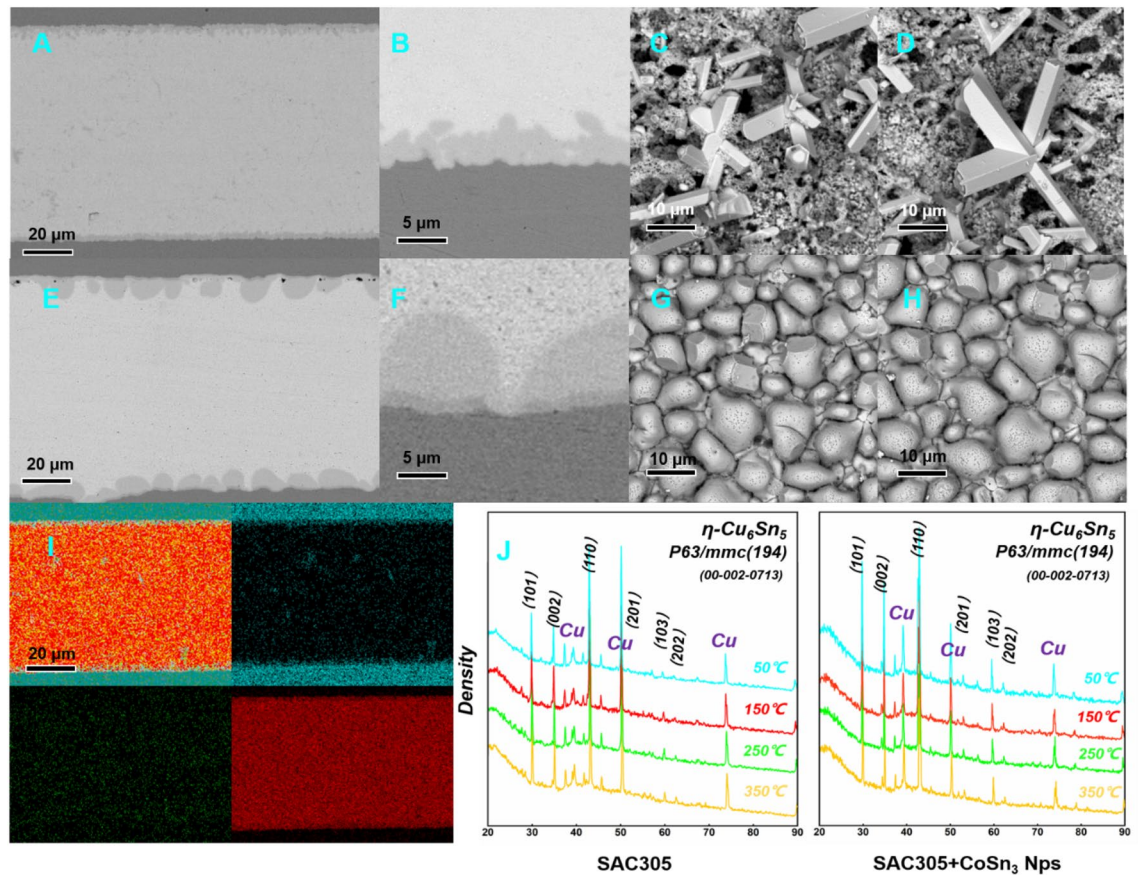 A
20 µm
B
5 µm
C
10 µm
D
10 µm
E
20 µm
F
5 µm
G
10 µm
H
10 µm
I
20 µm
J
η-Cu6Sn5
P63/mmc(194)
(00-002-0713)
(101)
(002)
Cu
(110)
Cu
(201)
(103)
(202)
Cu
50℃
150℃
250℃
350℃
Density
20 30 40 50 60 70 80 90
SAC305
η-Cu6Sn5
P63/mmc(194)
(00-002-0713)
(101)
(002)
Cu
(110)
Cu
(201)
(103)
(202)
Cu
50℃
150℃
250℃
350℃
20 30 40 50 60 70 80 90
SAC305+CoSn3 Nps